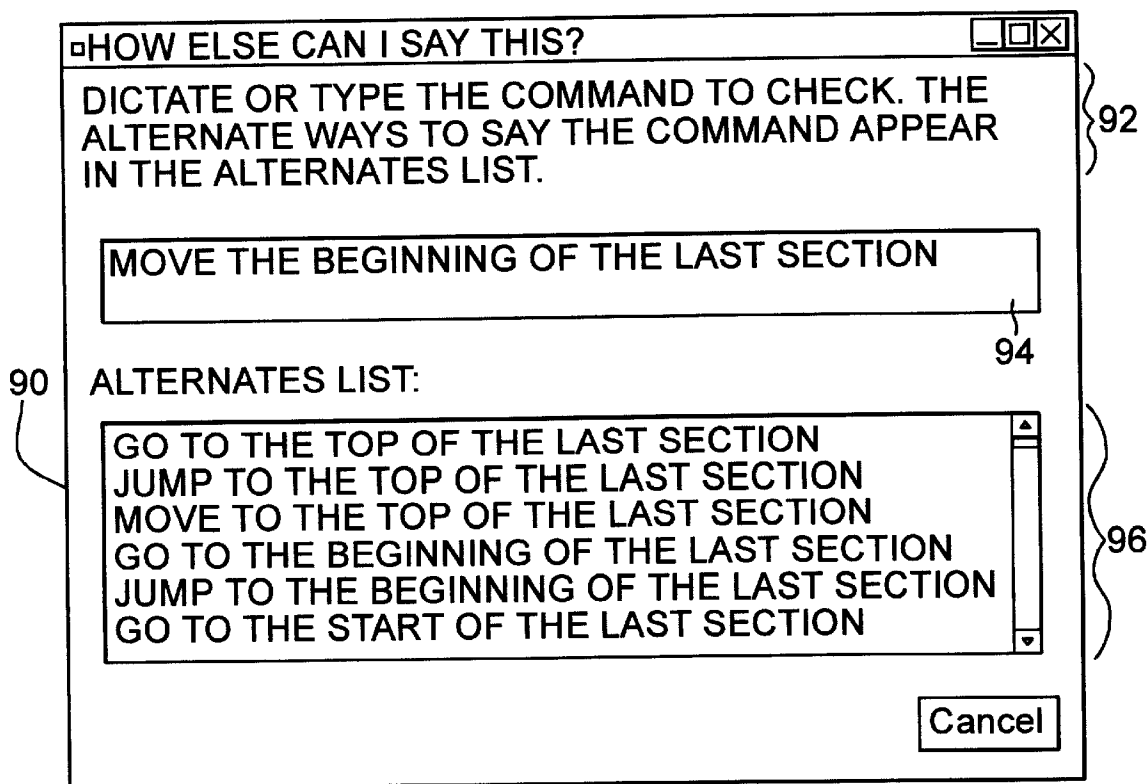 HOW ELSE CAN I SAY THIS?
DICTATE OR TYPE THE COMMAND TO CHECK. THE
ALTERNATE WAYS TO SAY THE COMMAND APPEAR
IN THE ALTERNATES LIST.
92
MOVE THE BEGINNING OF THE LAST SECTION
94
90
ALTERNATES LIST:
GO TO THE TOP OF THE LAST SECTION
JUMP TO THE TOP OF THE LAST SECTION
MOVE TO THE TOP OF THE LAST SECTION
GO TO THE BEGINNING OF THE LAST SECTION
JUMP TO THE BEGINNING OF THE LAST SECTION
GO TO THE START OF THE LAST SECTION
96
Cancel